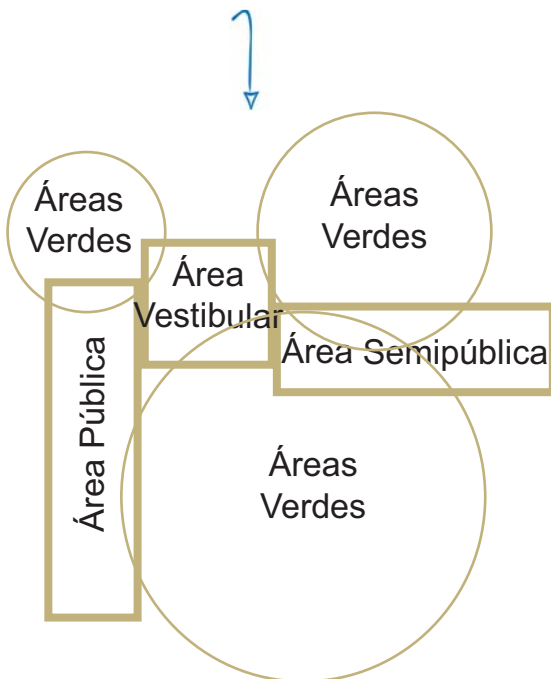 Áreas
Verdes
Áreas
Verdes
Área
Vestibular
Área Semipública
Área Pública
Áreas
Verdes